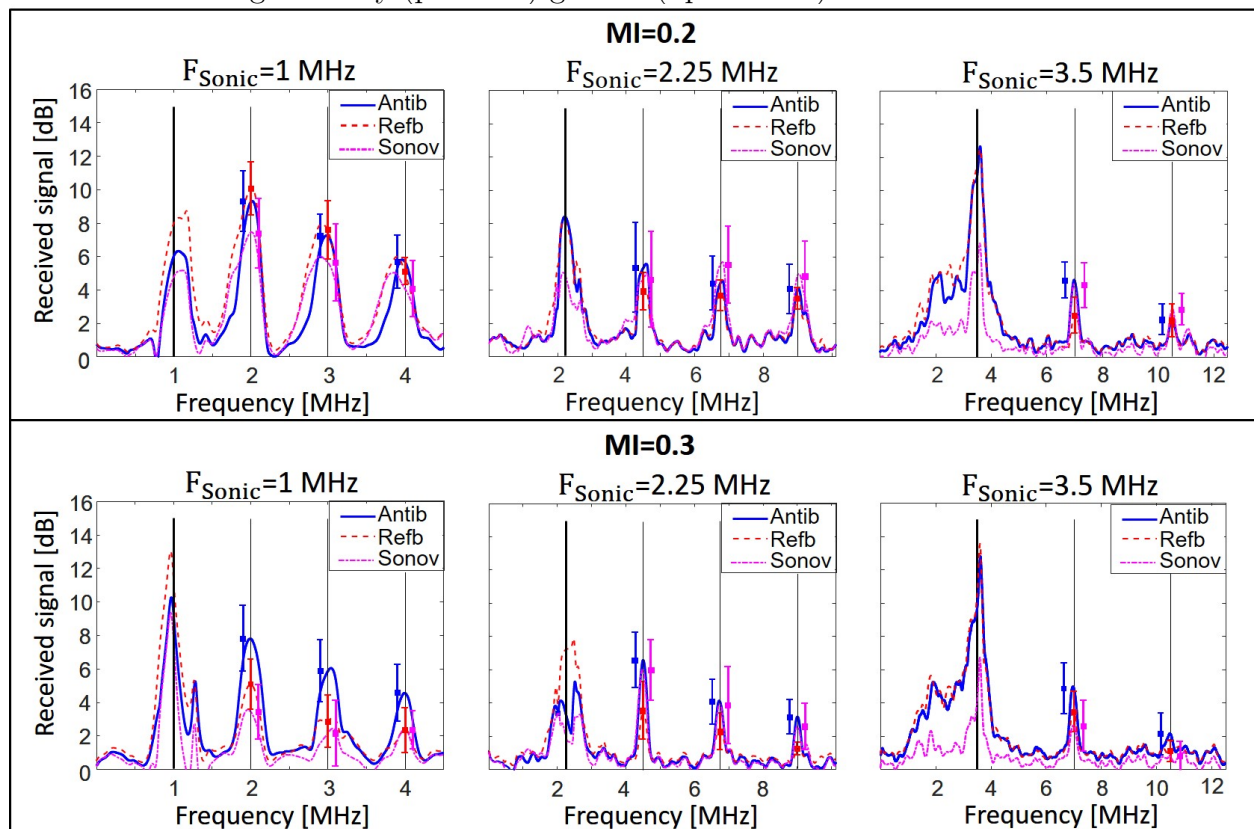 MI=0.2
F_Sonic=1 MHz
F_Sonic=2.25 MHz
F_Sonic=3.5 MHz
Received signal [dB]
16
14
12
10
8
6
4
2
0
Antib
Refb
Sonov
1 2 3 4
Frequency [MHz]
Antib
Refb
Sonov
2 4 6 8
Frequency [MHz]
Antib
Refb
Sonov
2 4 6 8 10 12
Frequency [MHz]
MI=0.3
F_Sonic=1 MHz
F_Sonic=2.25 MHz
F_Sonic=3.5 MHz
Received signal [dB]
16
14
12
10
8
6
4
2
0
Antib
Refb
Sonov
1 2 3 4
Frequency [MHz]
Antib
Refb
Sonov
2 4 6 8 10
Frequency [MHz]
Antib
Refb
Sonov
2 4 6 8 10 12
Frequency [MHz]